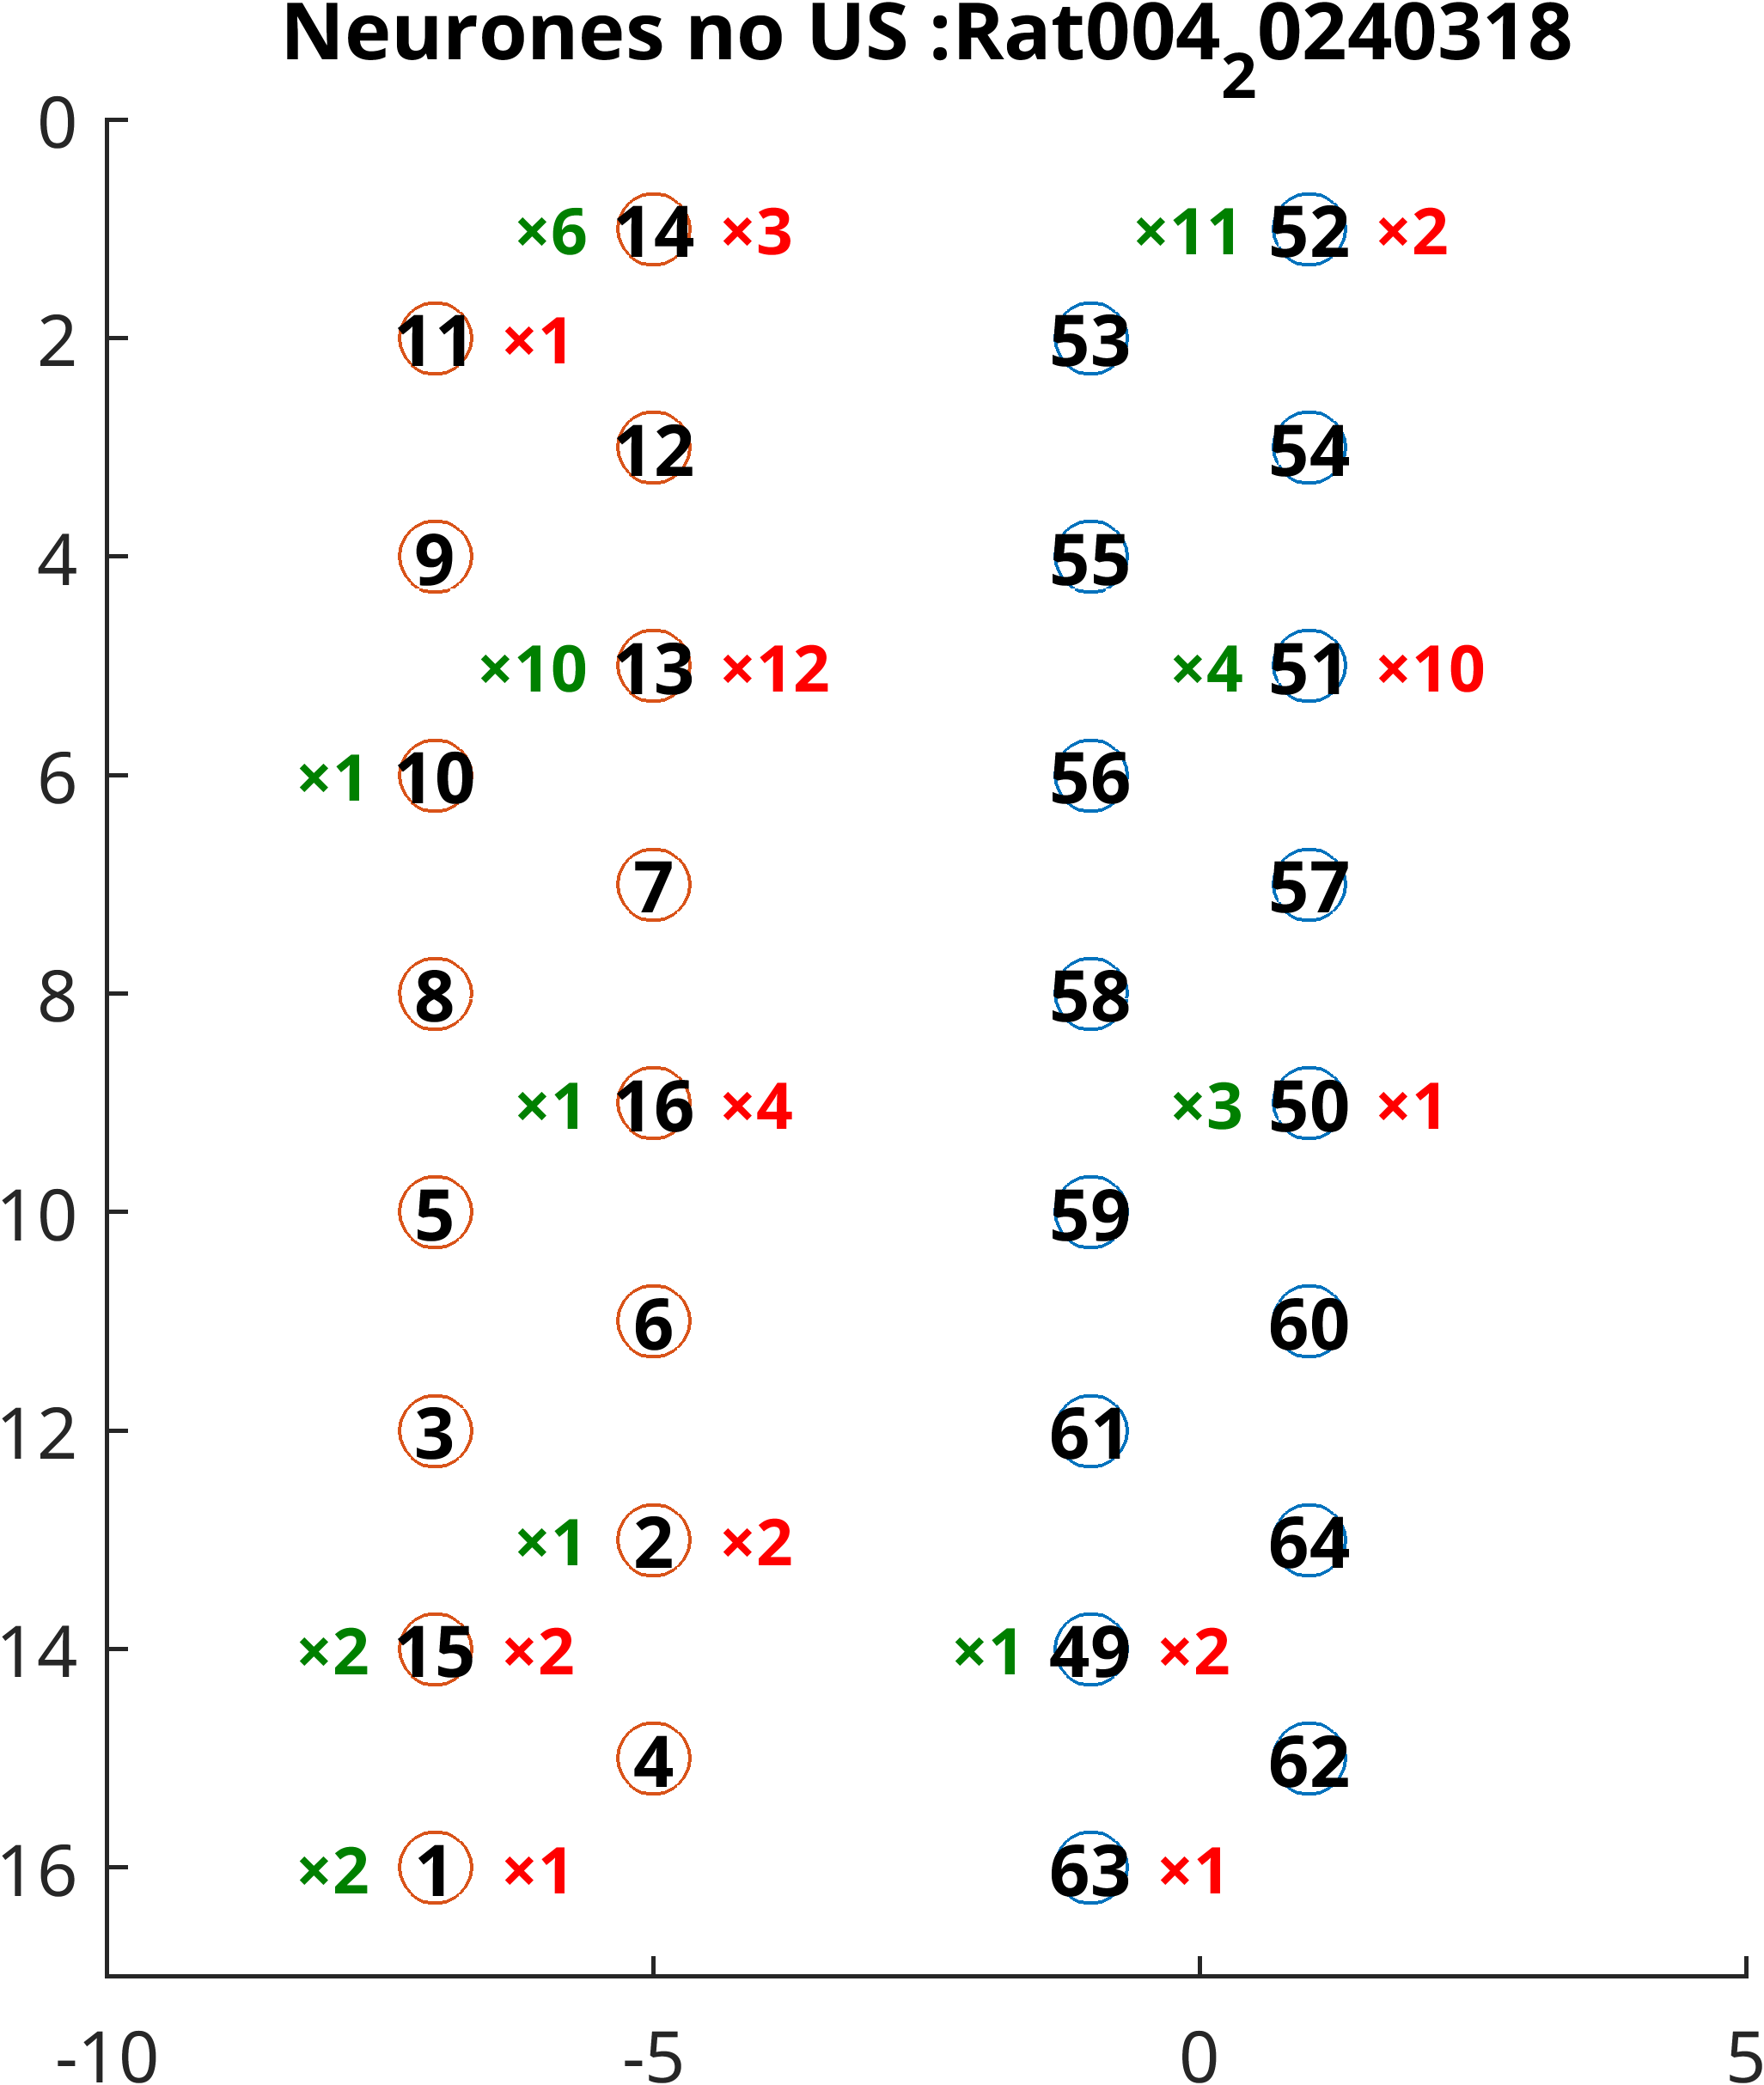 Neurones no US :Rat004₂0240318
0
×6 14 ×3 ×11 52 ×2
2 11 ×1 53
12 54
4 9 55
×10 13 ×12 ×4 51 ×10
6 ×1 10 56
7 57
8 8 58
×1 16 ×4 ×3 50 ×1
10 5 59
6 60
12 3 61
×1 2 ×2 64
14 ×2 15 ×2 ×1 49 ×2
4 62
16 ×2 1 ×1 63 ×1
-10 -5 0 5